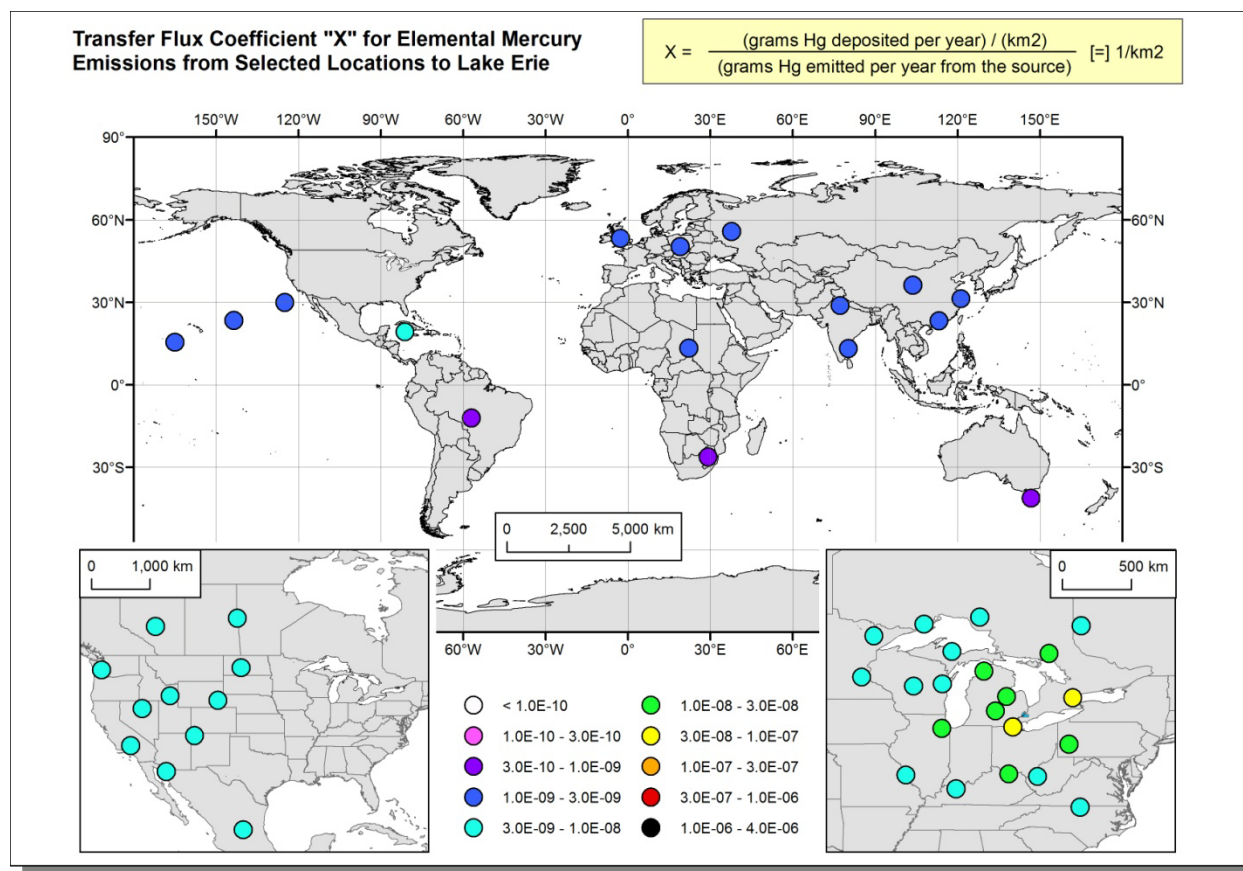 Transfer Flux Coefficient "X" for Elemental Mercury
Emissions from Selected Locations to Lake Erie
X = (grams Hg deposited per year) / (km2)
(grams Hg emitted per year from the source) [=] 1/km2
150°W 120°W 90°W 60°W 30°W 0° 30°E 60°E 90°E 120°E 150°E
90°
60°N 60°N
30°N 30°N
0° 0°
30°S 30°S
0 2,500 5,000 km
0 1,000 km
0 500 km
60°W 30°W 0° 30°E 60°E
< 1.0E-10
1.0E-10 - 3.0E-10
3.0E-10 - 1.0E-09
1.0E-09 - 3.0E-09
3.0E-09 - 1.0E-08
1.0E-08 - 3.0E-08
3.0E-08 - 1.0E-07
1.0E-07 - 3.0E-07
3.0E-07 - 1.0E-06
1.0E-06 - 4.0E-06